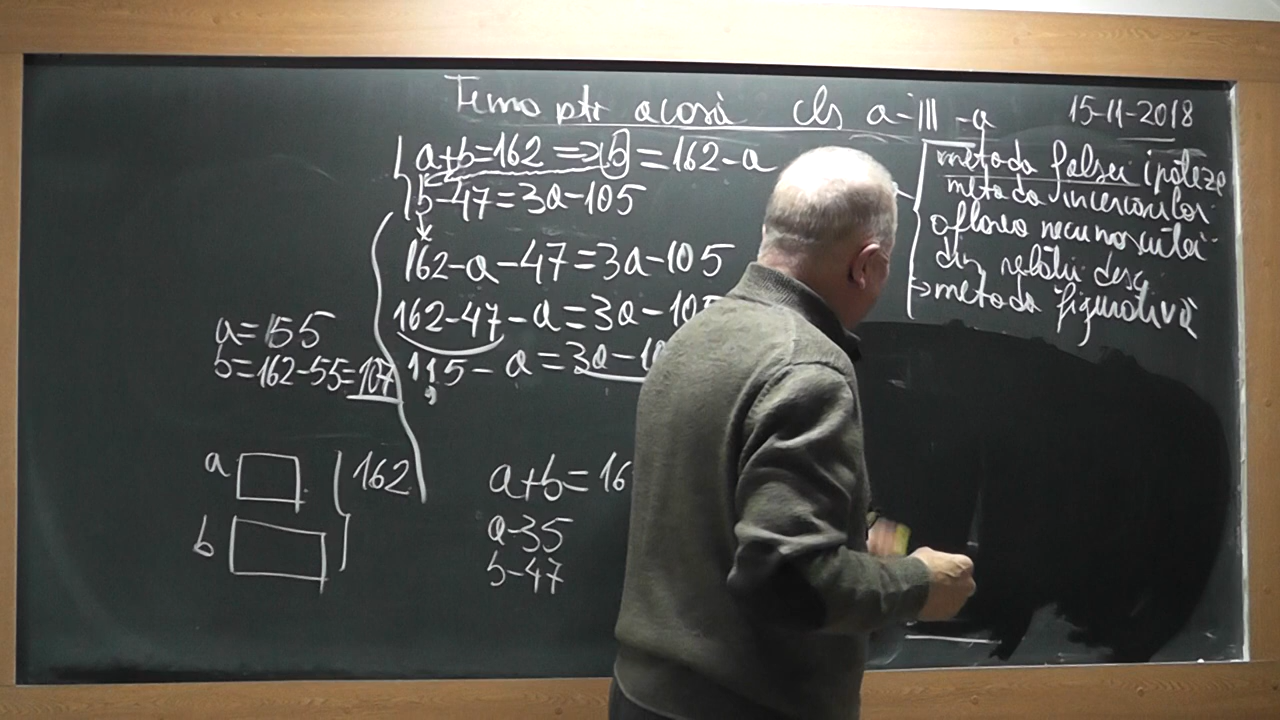 Tema ptr acasă cls a-III-a 15-11-2018
a+b=162 => b=162-a
b-47=3a-105
162-a-47=3a-105
162-47-a=3a-10
115-a=3a-10
a=155
b=162-55=107
a
b
162
a+b=16
a-35
b-47
metoda falsei ipoteze
metoda încercărilor
aflarea necunoscutei
din relații desc
→metoda figurativă